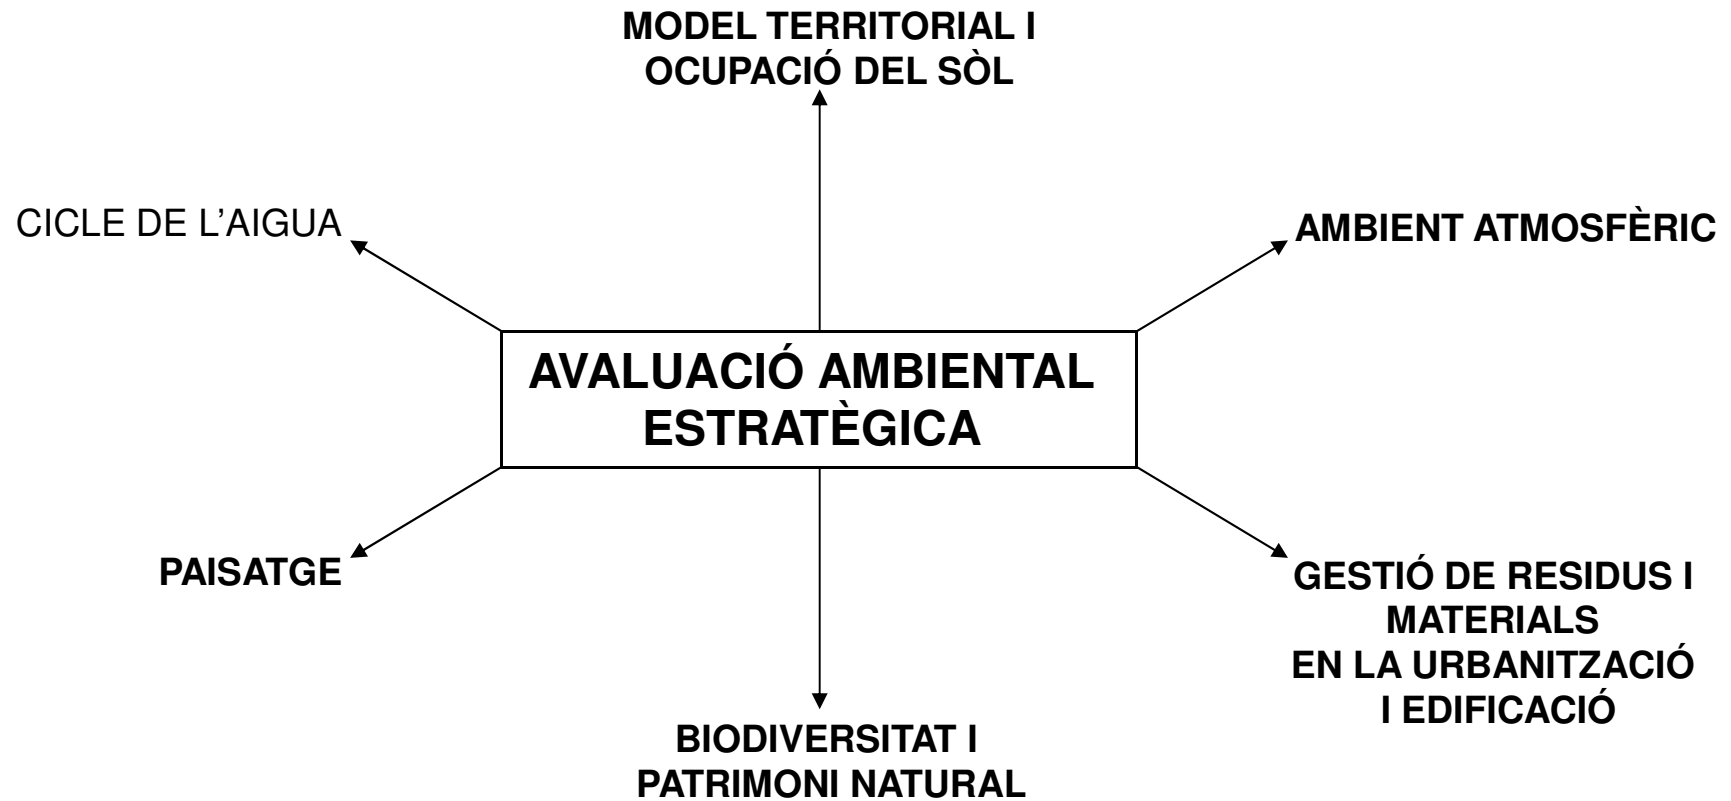 MODEL TERRITORIAL I
OCUPACIÓ DEL SÒL
CICLE DE L’AIGUA
AMBIENT ATMOSFÈRIC
AVALUACIÓ AMBIENTAL
ESTRATÈGICA
PAISATGE
GESTIÓ DE RESIDUS I
MATERIALS
EN LA URBANITZACIÓ
I EDIFICACIÓ
BIODIVERSITAT I
PATRIMONI NATURAL